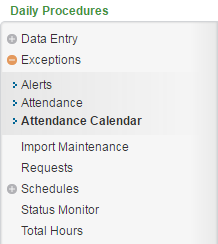 Daily Procedures
Data Entry
Exceptions
Alerts
Attendance
Attendance Calendar
Import Maintenance
Requests
Schedules
Status Monitor
Total Hours